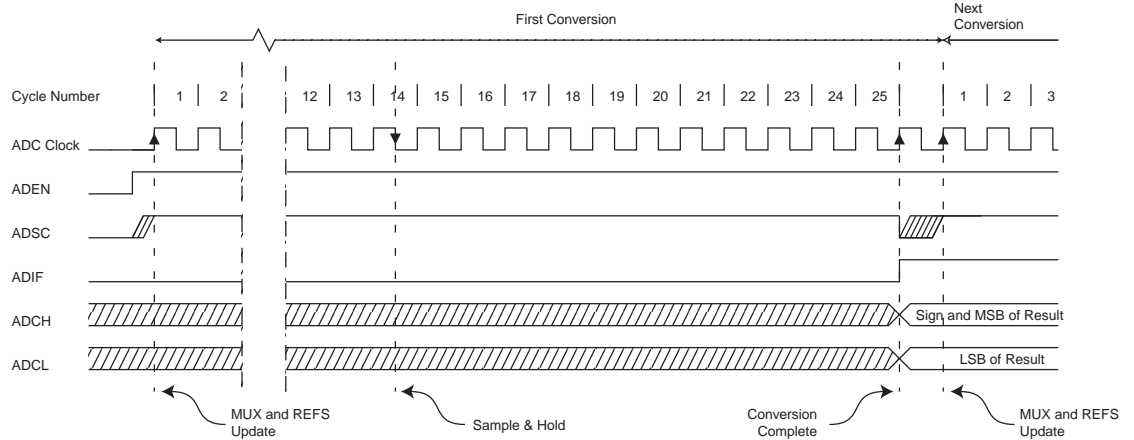 First Conversion
Next
Conversion
Cycle Number 1 2 12 13 14 15 16 17 18 19 20 21 22 23 24 25 1 2 3
ADC Clock
ADEN
ADSC
ADIF
ADCH Sign and MSB of Result
ADCL LSB of Result
MUX and REFS
Update
Sample & Hold
Conversion
Complete
MUX and REFS
Update